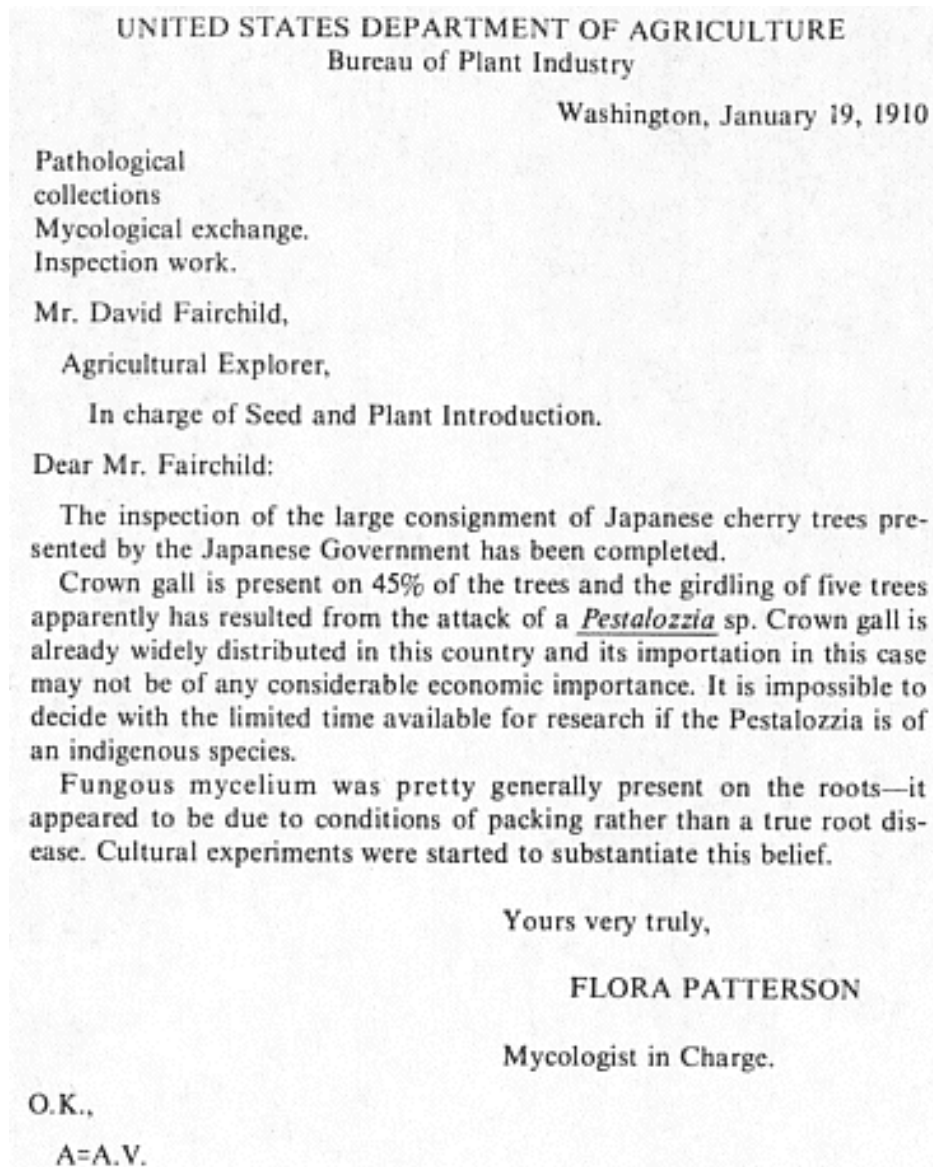 UNITED STATES DEPARTMENT OF AGRICULTURE
Bureau of Plant Industry
Washington, January 19, 1910
Pathological
collections
Mycological exchange.
Inspection work.
Mr. David Fairchild,
Agricultural Explorer,
In charge of Seed and Plant Introduction.
Dear Mr. Fairchild:
The inspection of the large consignment of Japanese cherry trees pre-
sented by the Japanese Government has been completed.
Crown gall is present on 45% of the trees and the girdling of five trees
apparently has resulted from the attack of a Pestalozzia sp. Crown gall is
already widely distributed in this country and its importation in this case
may not be of any considerable economic importance. It is impossible to
decide with the limited time available for research if the Pestalozzia is of
an indigenous species.
Fungous mycelium was pretty generally present on the roots—it
appeared to be due to conditions of packing rather than a true root dis-
ease. Cultural experiments were started to substantiate this belief.
Yours very truly,
FLORA PATTERSON
Mycologist in Charge.
O.K.,
A=A.V.